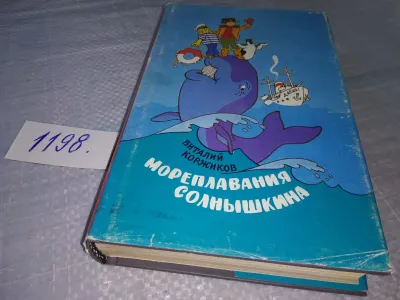 1198.
ВИТАЛИЙ
КОРЖИКОВ
МОРЕПЛАВАНИЯ
СОЛНЫШКИНА